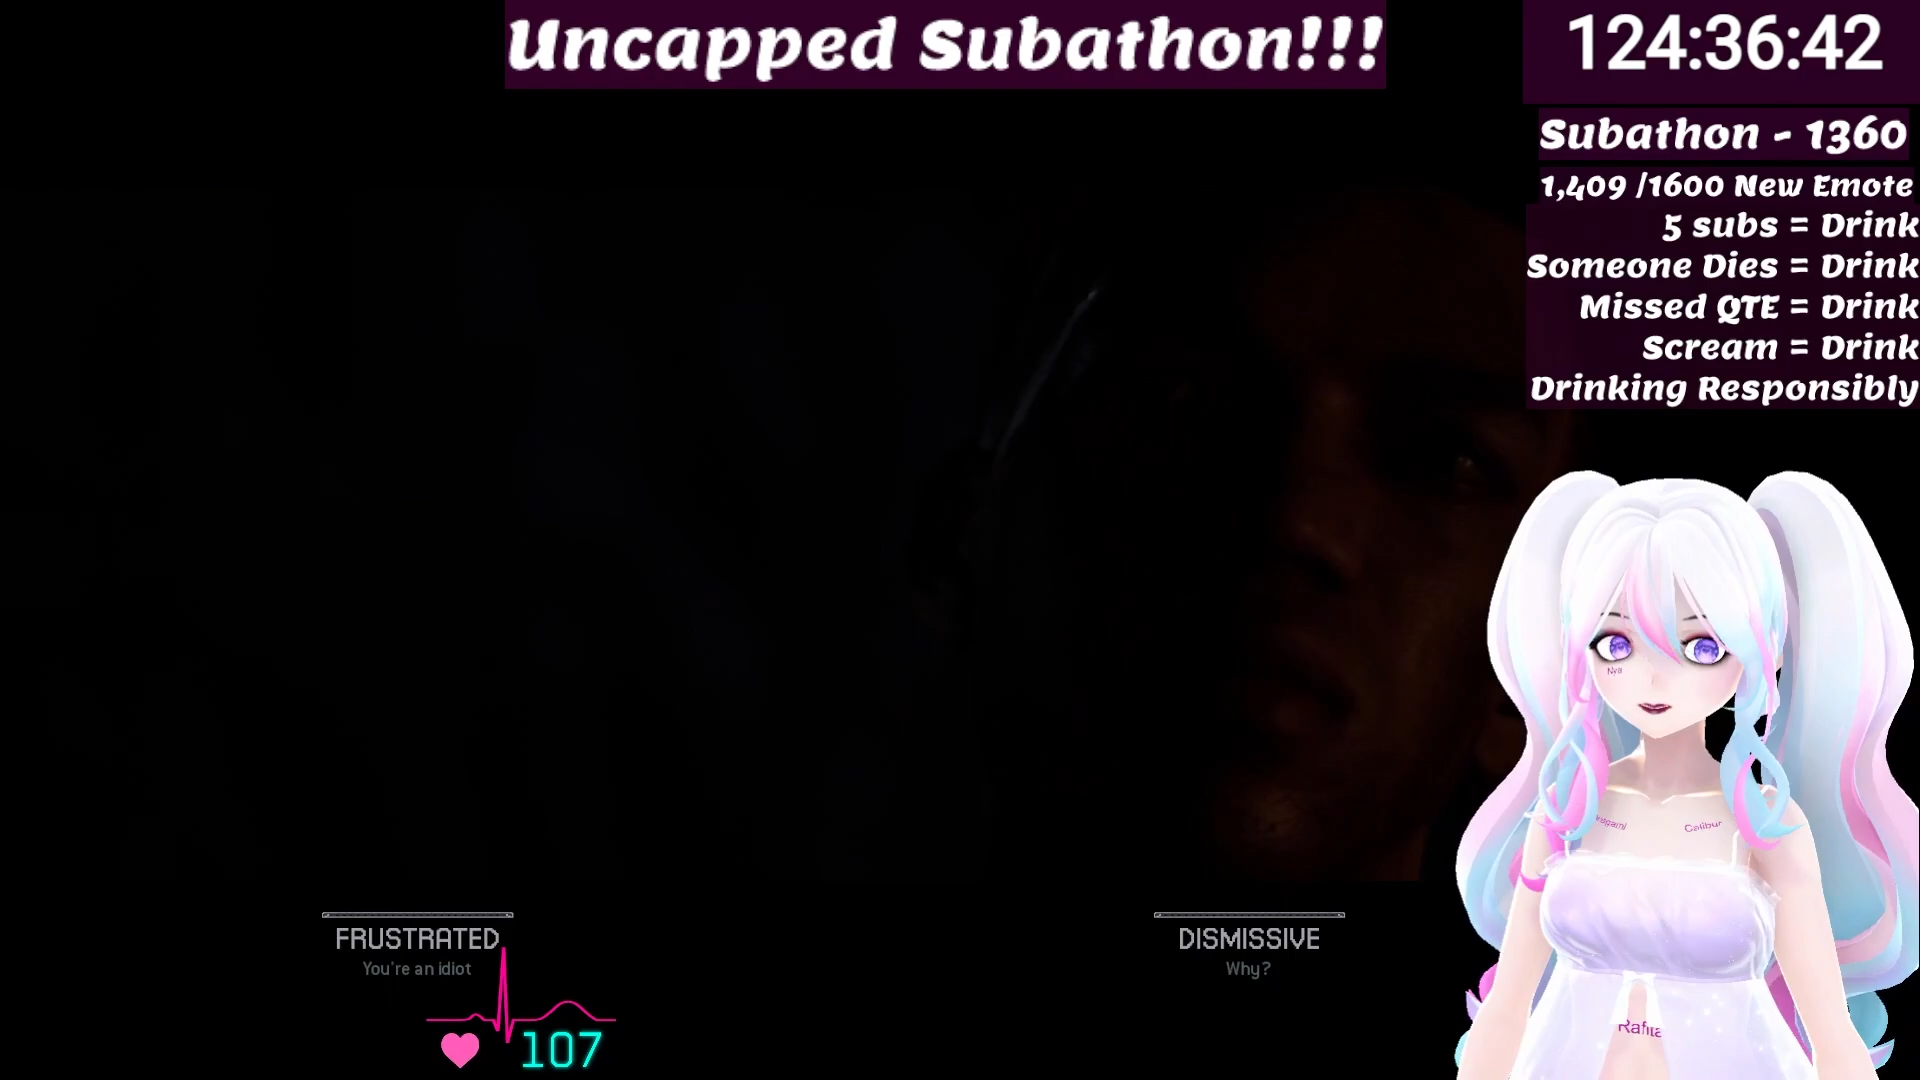 Uncapped Subathon!!!
124:36:42
Subathon - 1360
1,409 /1600 New Emote
5 subs = Drink
Someone Dies = Drink
Missed QTE = Drink
Scream = Drink
Drinking Responsibly
Nya
Calibur
FRUSTRATED
DISMISSIVE
You're an idiot
Why?
107